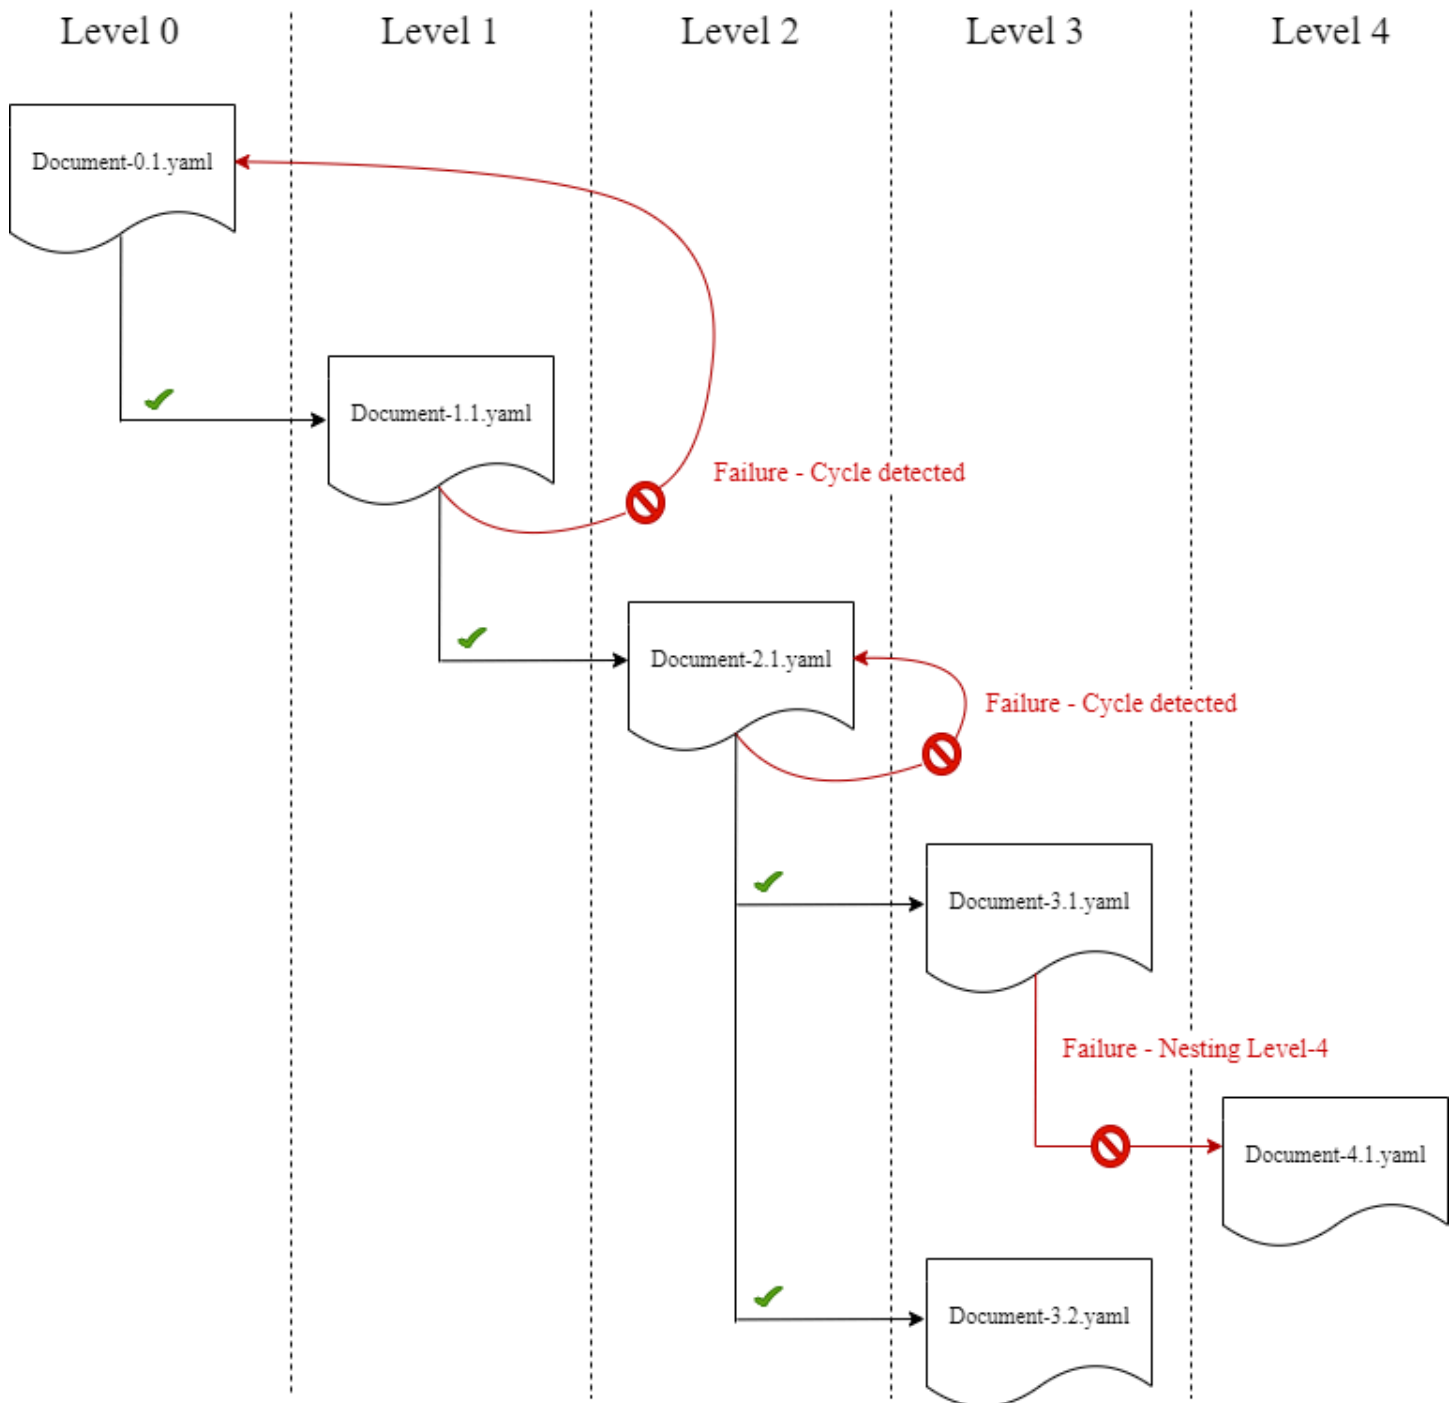 Level 0
Level 1
Level 2
Level 3
Level 4
Document-0.1.yaml
Document-1.1.yaml
Failure - Cycle detected
Document-2.1.yaml
Failure - Cycle detected
Document-3.1.yaml
Failure - Nesting Level-4
Document-4.1.yaml
Document-3.2.yaml